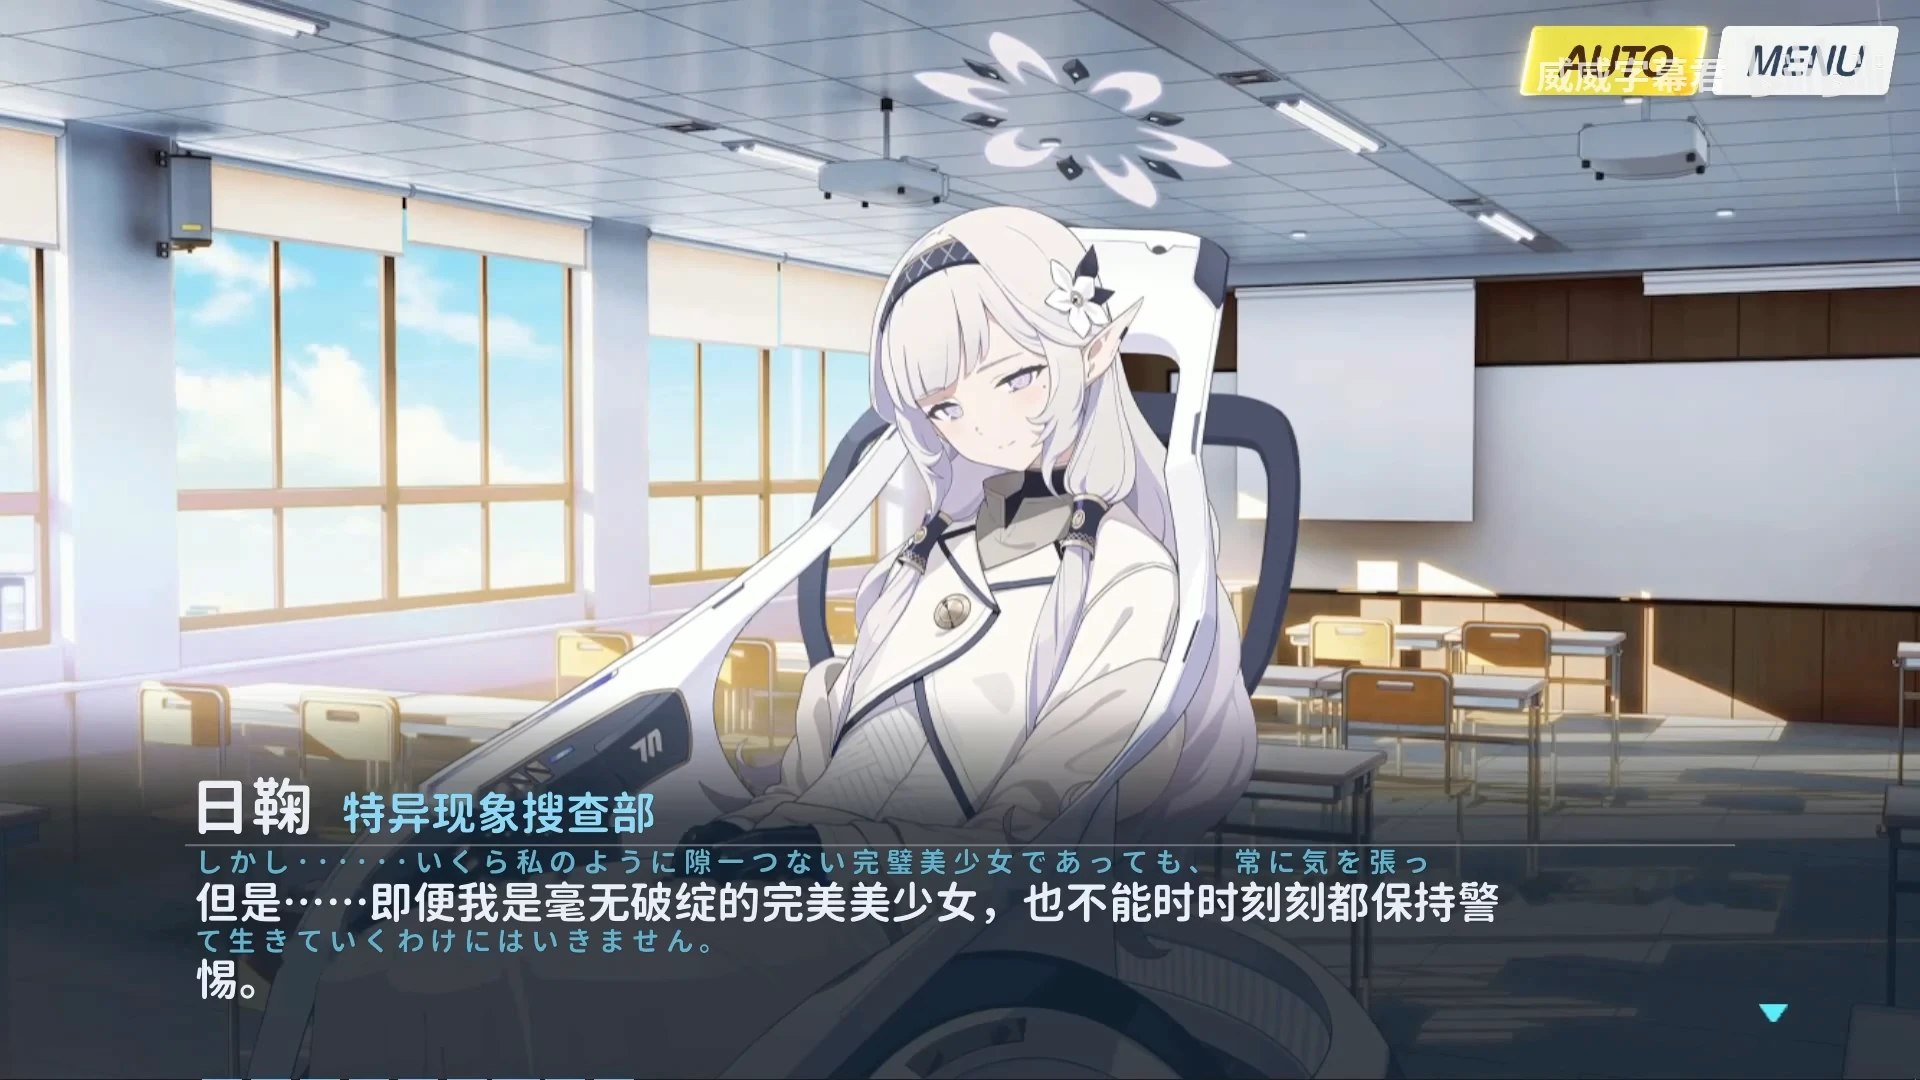 AUTO
MENU
威威字幕君
日鞠 特异现象搜查部
しかし······いくら私のように隙一つない完璧美少女であっても、 常に気を張っ
但是……即便我是毫无破绽的完美美少女，也不能时时刻刻都保持警
て生きていくわけにはいきません。
惕。